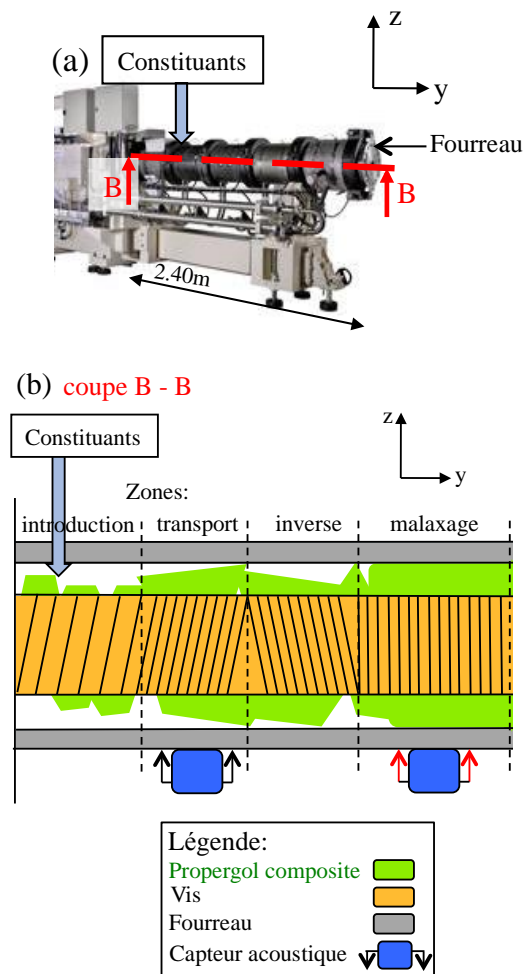 z
(a)
Constituants
y
Fourreau
B
B
2.40m
(b) coupe B - B
Constituants
z
y
Zones:
introduction transport inverse malaxage
Légende:
Propergol composite
Vis
Fourreau
Capteur acoustique